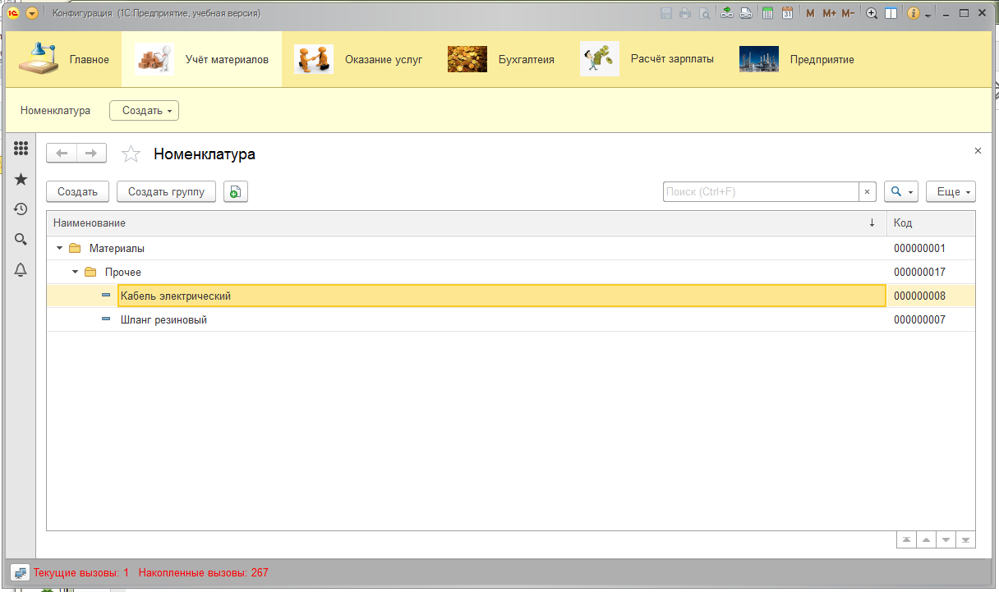 Конфигурация (1С:Предприятие, учебная версия)
31 M M+ M-
Главное Учёт материалов Оказание услуг Бухгалтеия Расчёт зарплаты Предприятие
Номенклатура Создать
Номенклатура
Создать Создать группу Поиск (Ctrl+F) Еще
Наименование Код
Материалы 000000001
Прочее 000000017
Кабель электрический 000000008
Шланг резиновый 000000007
Текущие вызовы: 1 Накопленные вызовы: 267